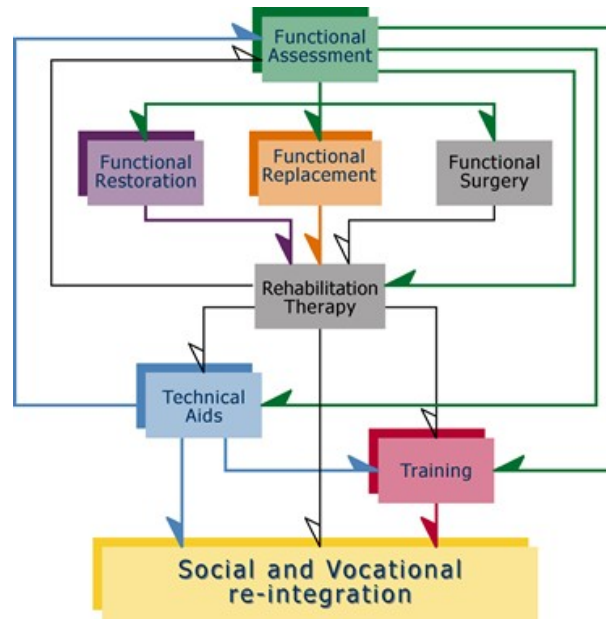 Functional
Assessment
Functional
Restoration
Functional
Replacement
Functional
Surgery
Rehabilitation
Therapy
Technical
Aids
Training
Social and Vocational
re-integration